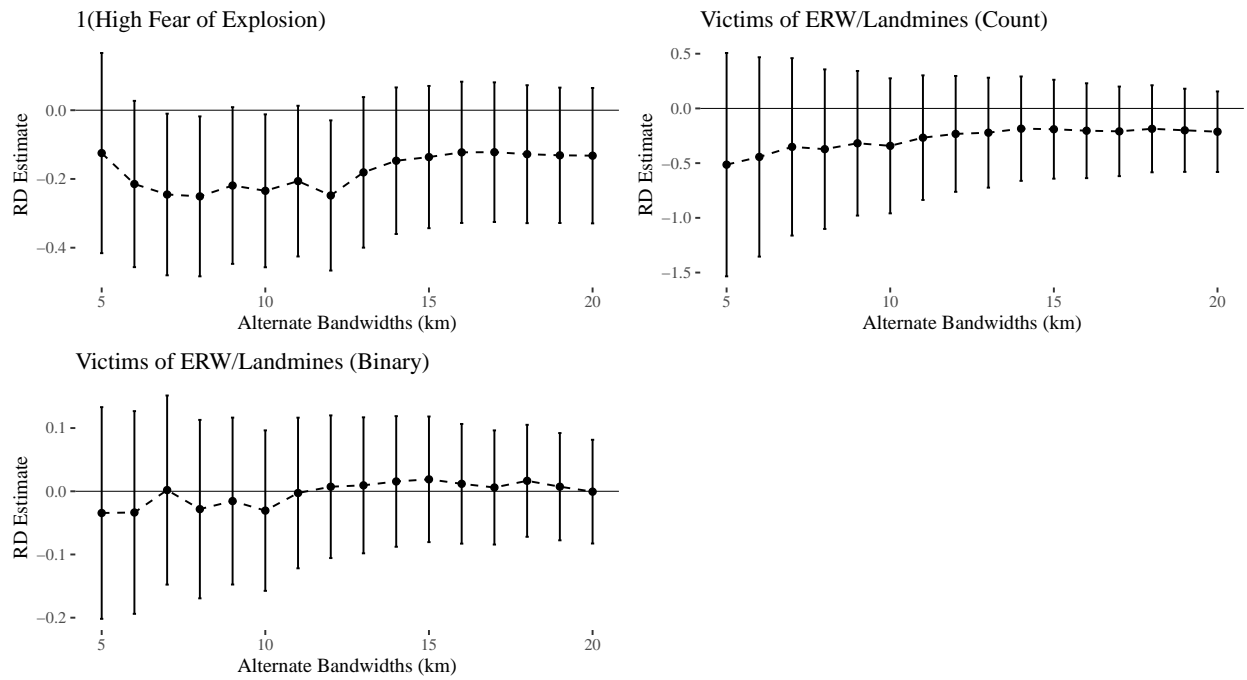 1(High Fear of Explosion)
0.0
−0.2
−0.4
RD Estimate
5 10 15 20
Alternate Bandwidths (km)
Victims of ERW/Landmines (Count)
0.5
0.0
−0.5
−1.0
−1.5
RD Estimate
5 10 15 20
Alternate Bandwidths (km)
Victims of ERW/Landmines (Binary)
0.1
0.0
−0.1
−0.2
RD Estimate
5 10 15 20
Alternate Bandwidths (km)